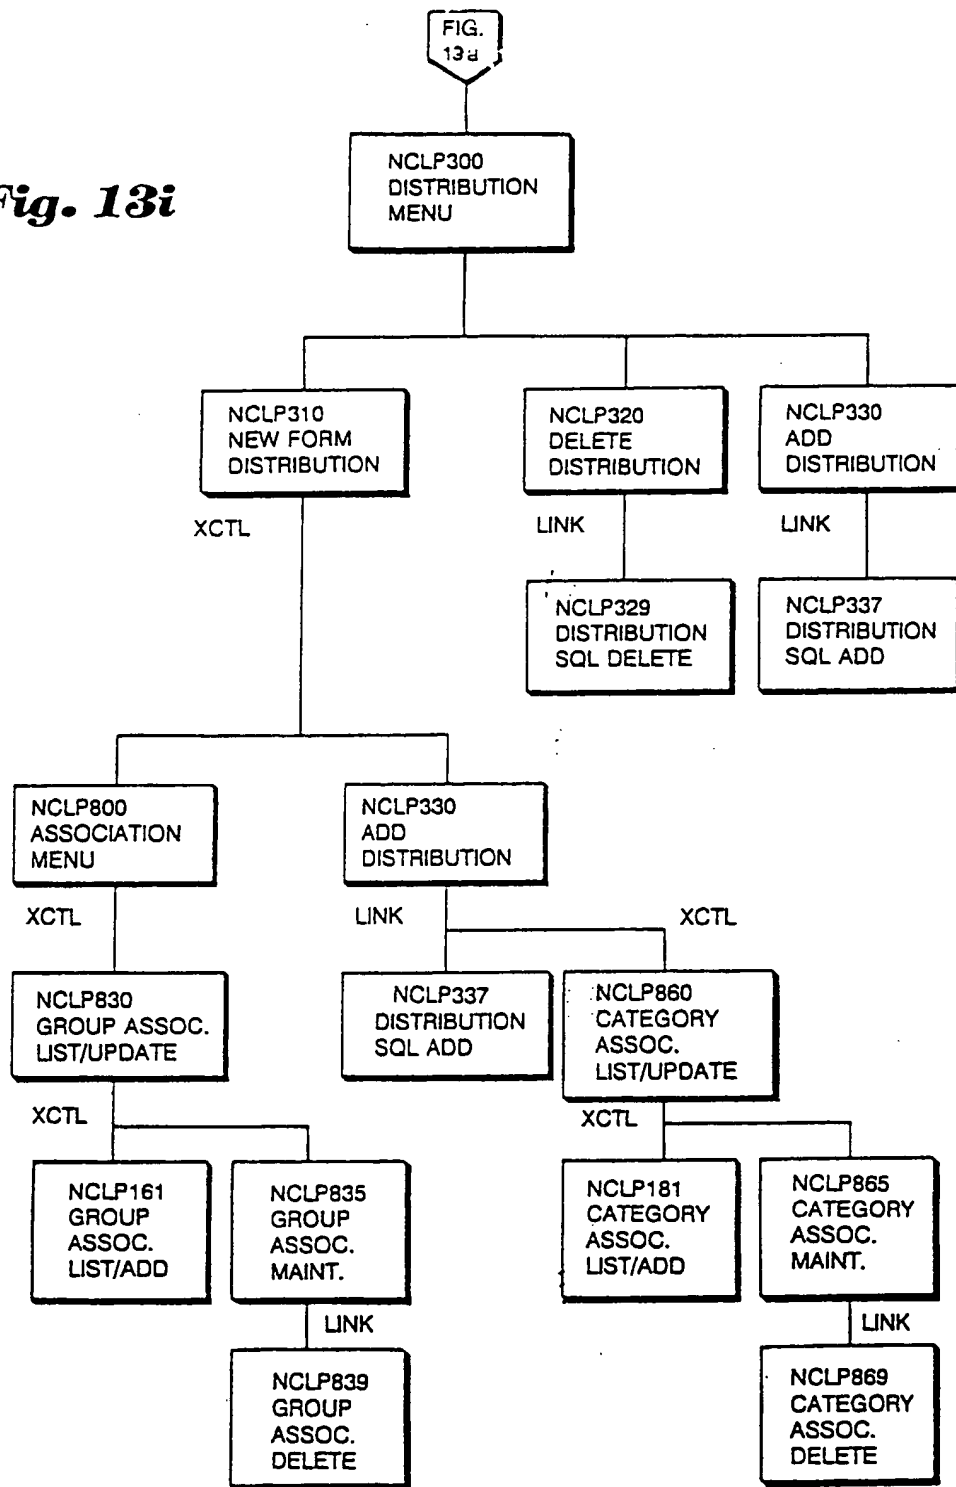 FIG.
13a
Fig. 13i
NCLP300
DISTRIBUTION
MENU
NCLP310
NEW FORM
DISTRIBUTION
NCLP320
DELETE
DISTRIBUTION
NCLP330
ADD
DISTRIBUTION
XCTL
LINK
LINK
NCLP329
DISTRIBUTION
SQL DELETE
NCLP337
DISTRIBUTION
SQL ADD
NCLP800
ASSOCIATION
MENU
NCLP330
ADD
DISTRIBUTION
XCTL
LINK
XCTL
NCLP830
GROUP ASSOC.
LIST/UPDATE
NCLP337
DISTRIBUTION
SQL ADD
NCLP860
CATEGORY
ASSOC.
LIST/UPDATE
XCTL
XCTL
NCLP161
GROUP
ASSOC.
LIST/ADD
NCLP835
GROUP
ASSOC.
MAINT.
NCLP181
CATEGORY
ASSOC.
LIST/ADD
NCLP865
CATEGORY
ASSOC.
MAINT.
LINK
LINK
NCLP839
GROUP
ASSOC.
DELETE
NCLP869
CATEGORY
ASSOC.
DELETE